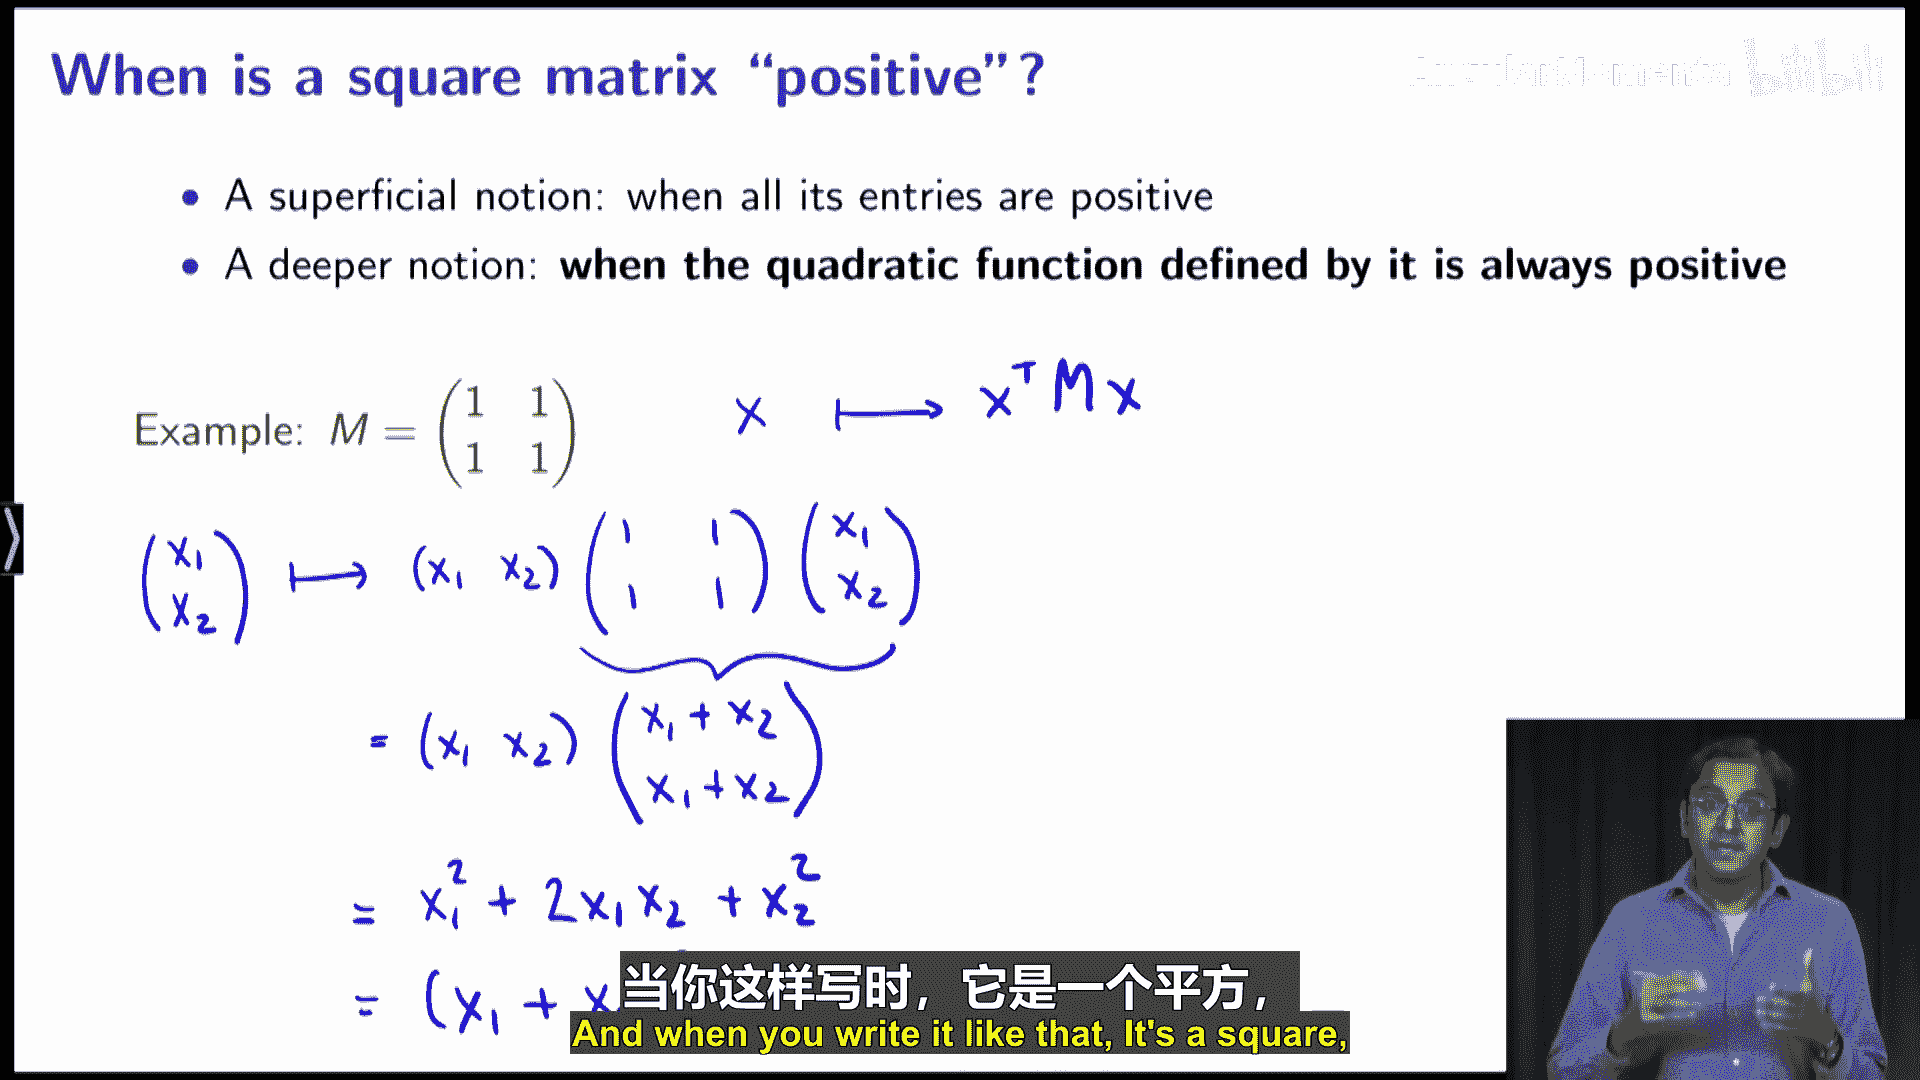 When is a square matrix “positive”?
bilibili
• A superficial notion: when all its entries are positive
• A deeper notion: when the quadratic function defined by it is always positive
Example: M = (1 1
1 1)
x ⟼ xᵀ M x
(x₁
x₂) ⟼ (x₁ x₂) (1 1
1 1) (x₁
x₂)
= (x₁ x₂) (x₁ + x₂
x₁ + x₂)
= x₁² + 2x₁x₂ + x₂²
= (x₁ + x
当你这样写时，它是一个平方，
And when you write it like that, It's a square,